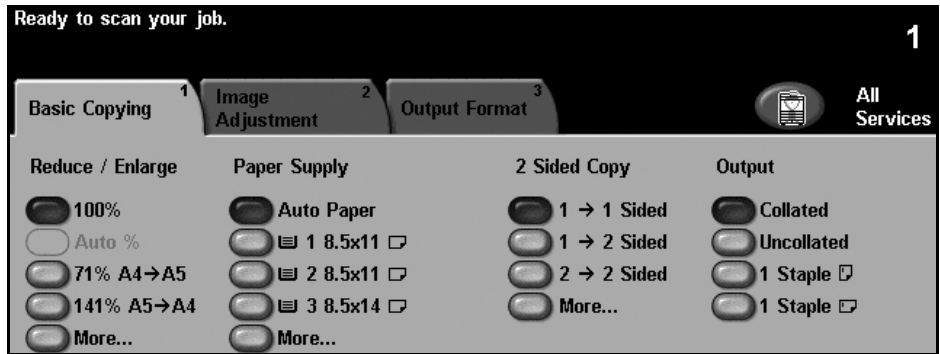 Ready to scan your job.
1
Basic Copying 1
Image Adjustment 2
Output Format 3
All Services
Reduce / Enlarge
100%
Auto %
71% A4→A5
141% A5→A4
More...
Paper Supply
Auto Paper
1 8.5x11
2 8.5x11
3 8.5x14
More...
2 Sided Copy
1 → 1 Sided
1 → 2 Sided
2 → 2 Sided
More...
Output
Collated
Uncollated
1 Staple
1 Staple